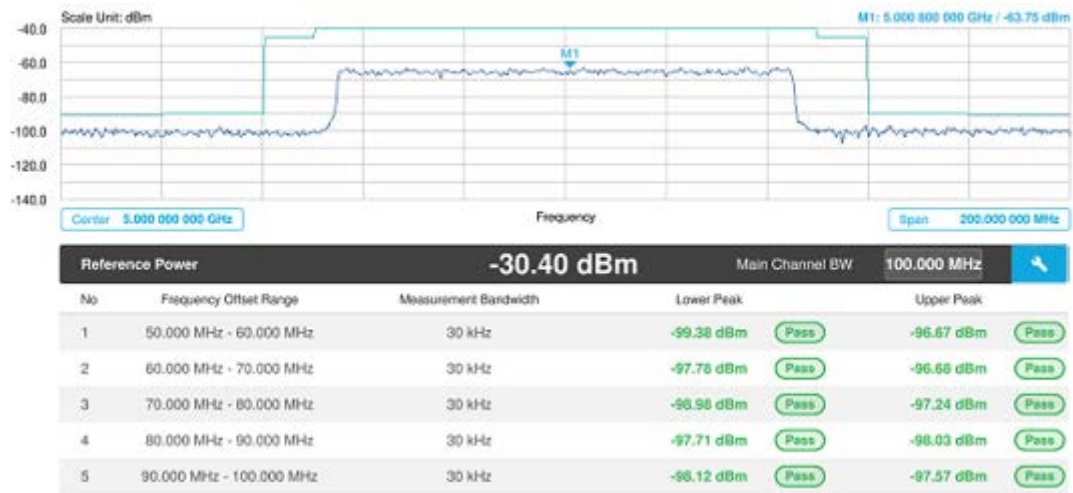 Scale Unit: dBm
M1: 5.000 800 000 GHz / -63.75 dBm
-40.0
M1
-60.0
-80.0
-100.0
-120.0
-140.0
Center 5.000 000 000 GHz
Frequency
Span 200.000 000 MHz
Reference Power -30.40 dBm Main Channel BW 100.000 MHz
No Frequency Offset Range Measurement Bandwidth Lower Peak Upper Peak
1 50.000 MHz - 60.000 MHz 30 kHz -99.38 dBm Pass -96.67 dBm Pass
2 60.000 MHz - 70.000 MHz 30 kHz -97.78 dBm Pass -96.68 dBm Pass
3 70.000 MHz - 80.000 MHz 30 kHz -98.98 dBm Pass -97.24 dBm Pass
4 80.000 MHz - 90.000 MHz 30 kHz -97.71 dBm Pass -98.03 dBm Pass
5 90.000 MHz - 100.000 MHz 30 kHz -98.12 dBm Pass -97.57 dBm Pass